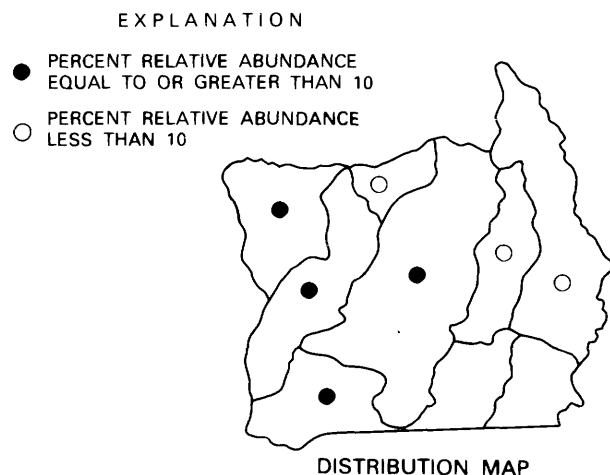 EXPLANATION
PERCENT RELATIVE ABUNDANCE
EQUAL TO OR GREATER THAN 10
PERCENT RELATIVE ABUNDANCE
LESS THAN 10
DISTRIBUTION MAP